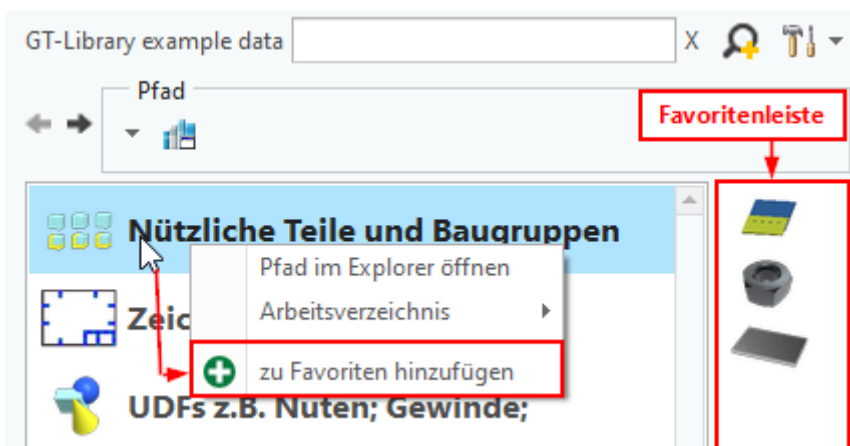 GT-Library example data X
Pfad
Favoritenleiste
Nützliche Teile und Baugruppen
Pfad im Explorer öffnen
Zeic
Arbeitsverzeichnis
zu Favoriten hinzufügen
UDFs z.B. Nuten; Gewinde;